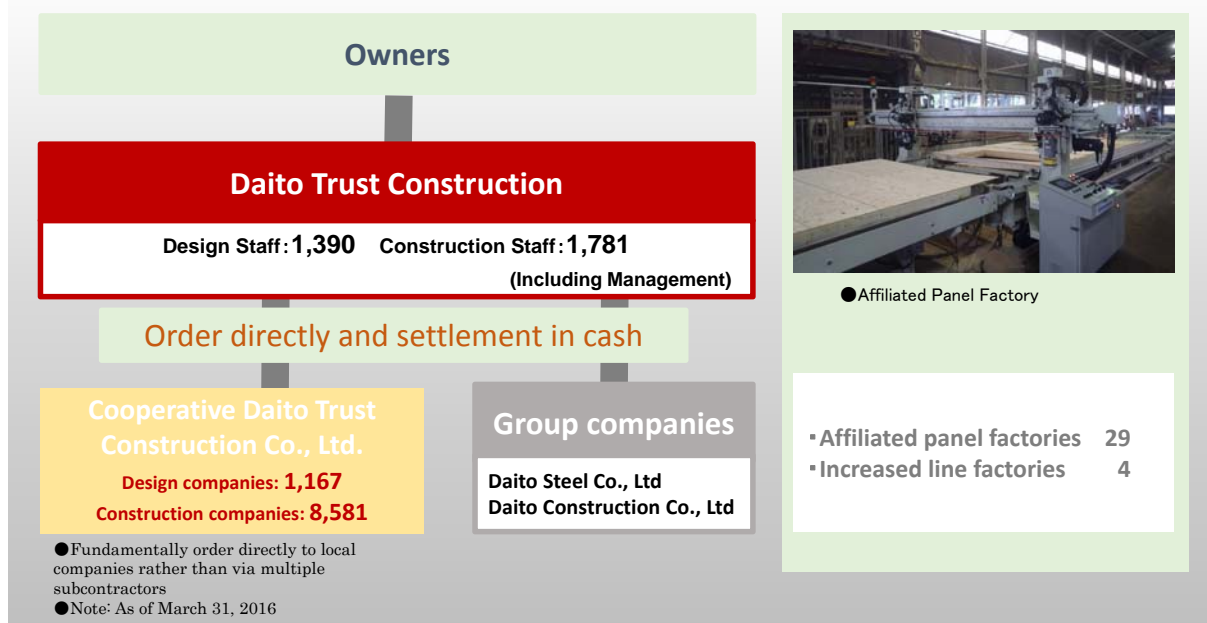 Owners
Daito Trust Construction
Design Staff:1,390 Construction Staff:1,781
(Including Management)
Order directly and settlement in cash
Cooperative Daito Trust
Construction Co., Ltd.
Design companies: 1,167
Construction companies: 8,581
●Fundamentally order directly to local
companies rather than via multiple
subcontractors
●Note: As of March 31, 2016
Group companies
Daito Steel Co., Ltd
Daito Construction Co., Ltd
●Affiliated Panel Factory
▪Affiliated panel factories 29
▪Increased line factories 4